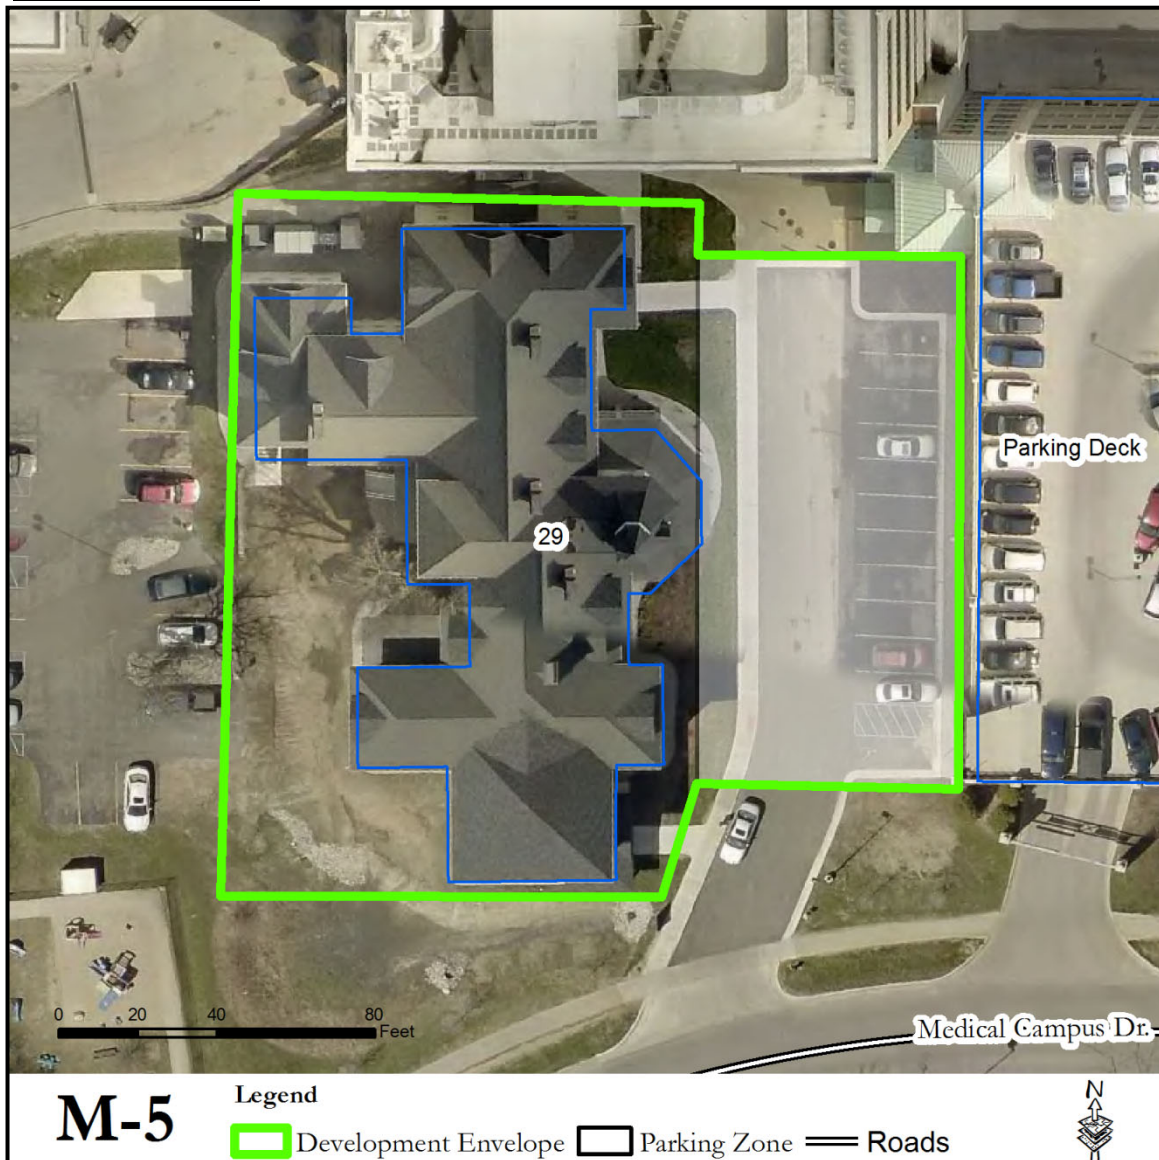 Parking Deck
29
0 20 40 80
Feet
Medical Campus Dr.
M-5
Legend
Development Envelope
Parking Zone
Roads
N